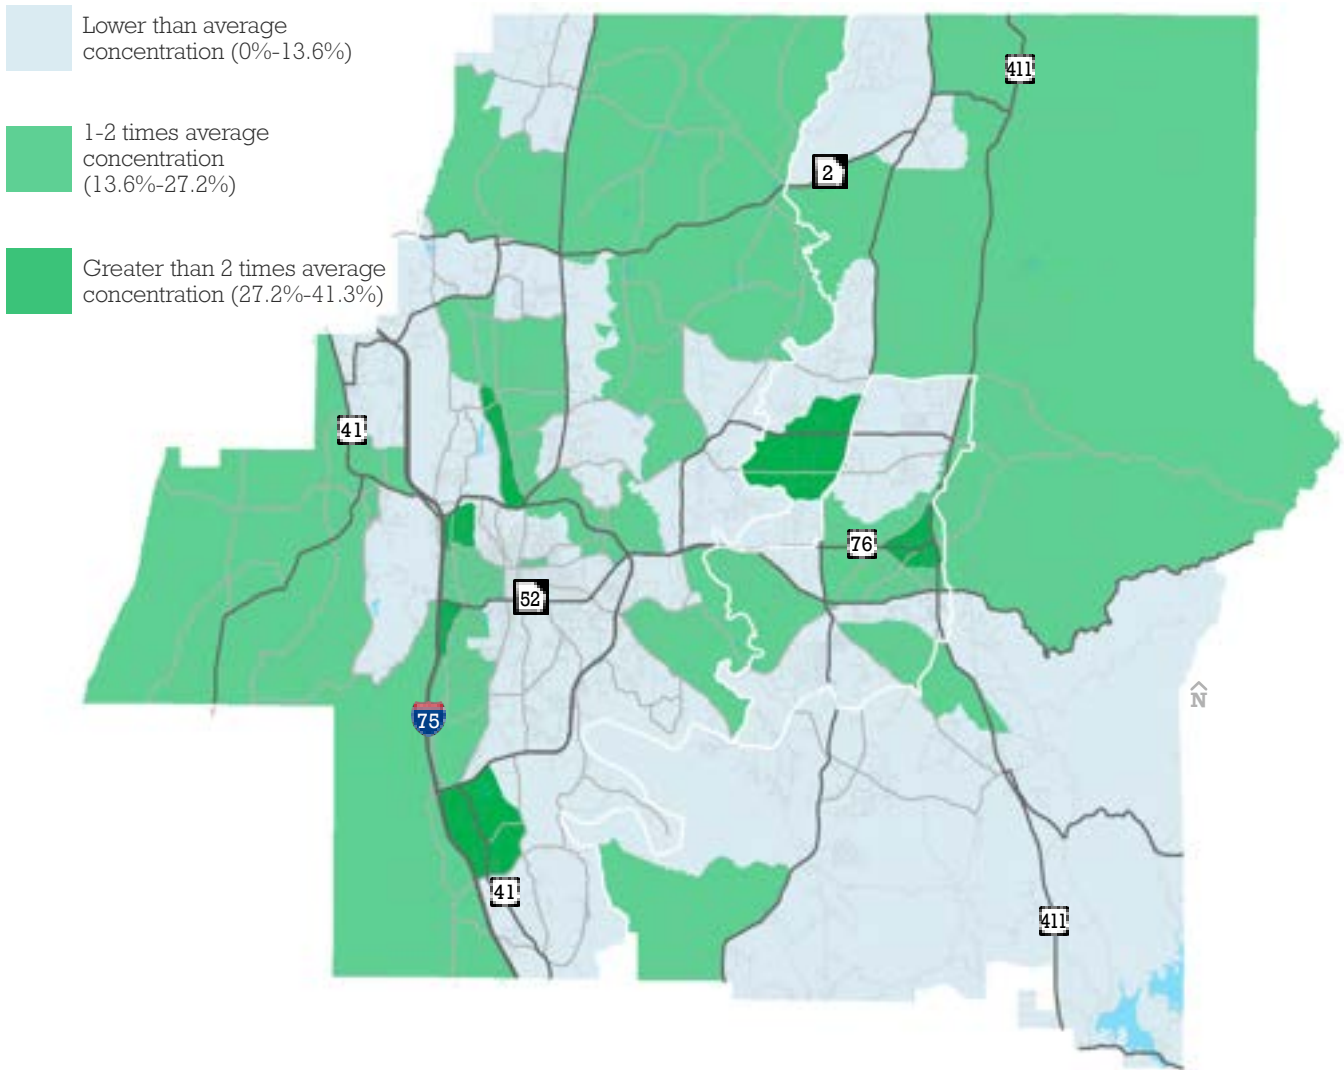 Lower than average
concentration (0%-13.6%)
1-2 times average
concentration
(13.6%-27.2%)
Greater than 2 times average
concentration (27.2%-41.3%)
411
2
41
76
52
N
75
41
411